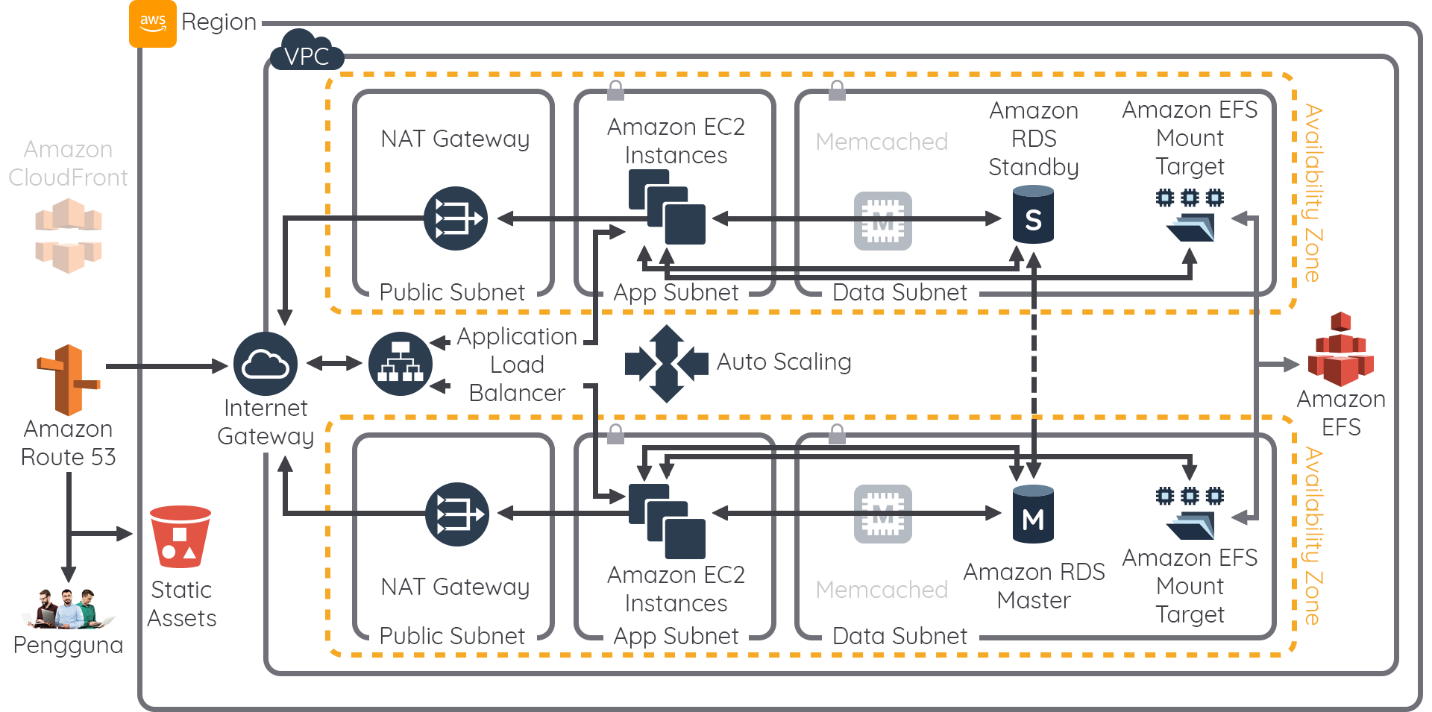 aws
Region
VPC
Amazon
CloudFront
NAT Gateway
Public Subnet
Amazon EC2
Instances
App Subnet
Memcached
M
Amazon
RDS
Standby
S
Amazon EFS
Mount
Target
Data Subnet
Availability Zone
Amazon
Route 53
Internet
Gateway
Application
Load
Balancer
Auto Scaling
Amazon
EFS
NAT Gateway
Public Subnet
Amazon EC2
Instances
App Subnet
M
Memcached
M
Amazon RDS
Master
Amazon EFS
Mount
Target
Data Subnet
Availability Zone
Static
Assets
Pengguna